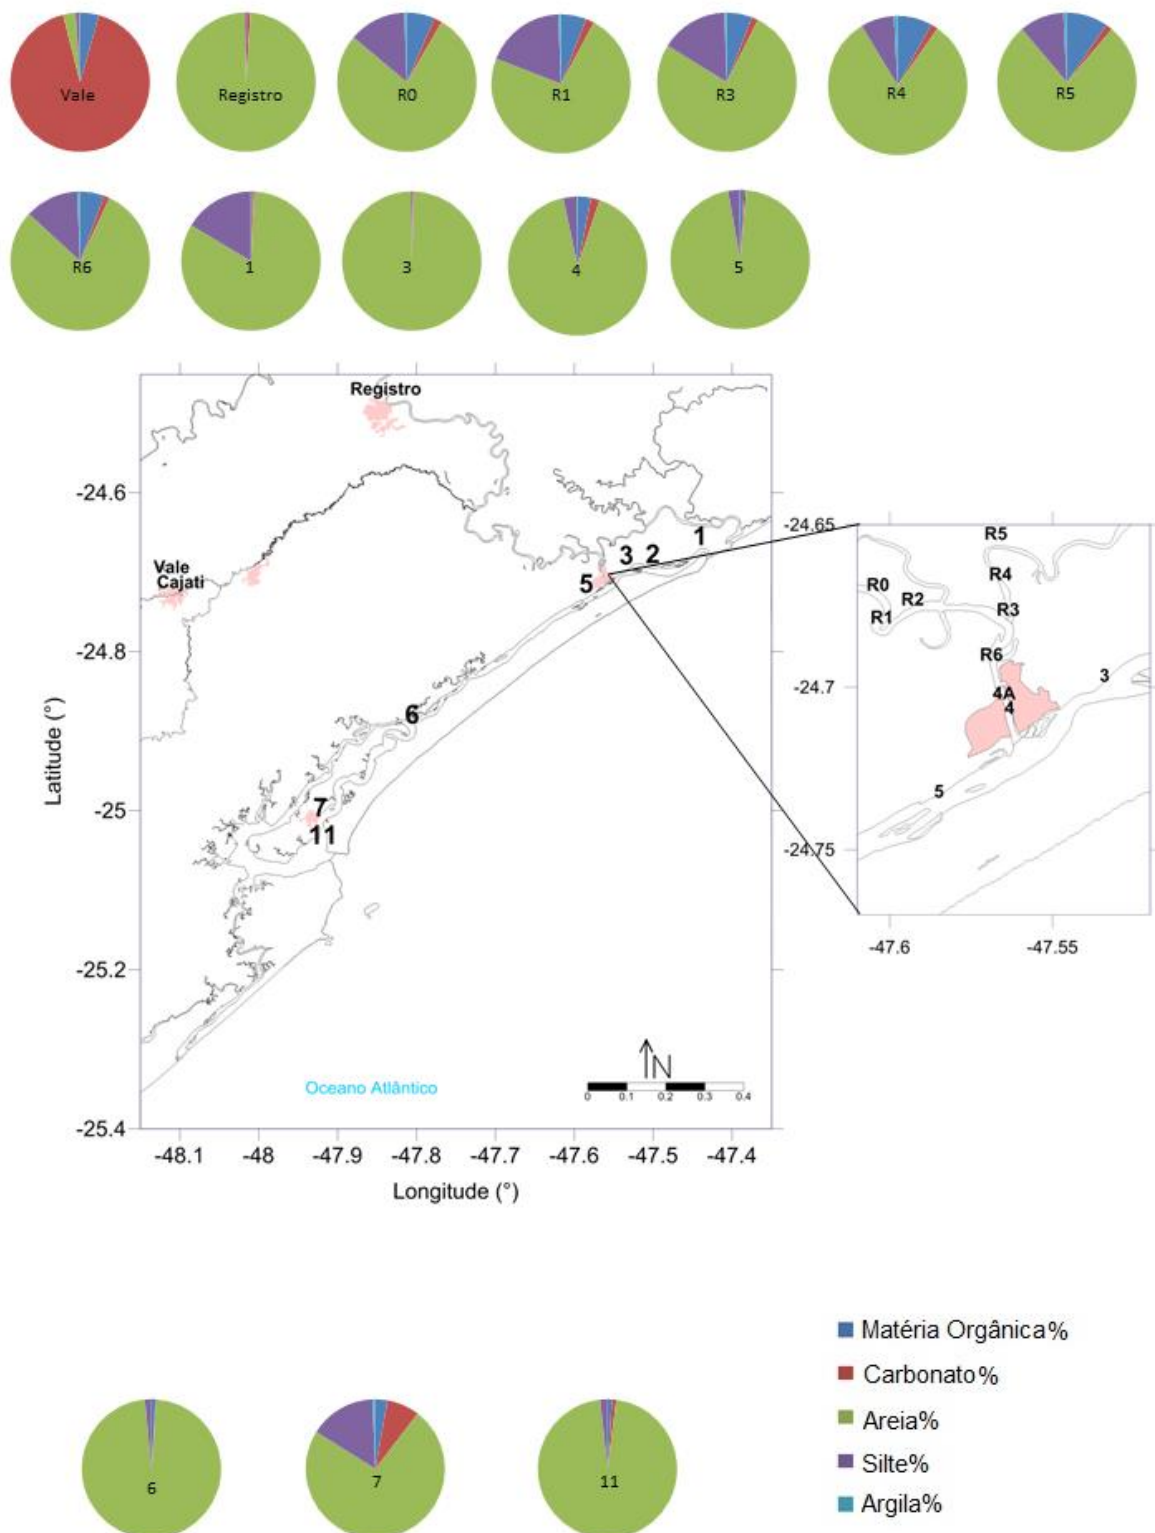 Vale
Registro
R0
R1
R3
R4
R5
R6
1
3
4
5
Registro
-24.6
1
3
2
Vale
Cajati
5
-24.8
6
Latitude (°)
-25
7
11
-25.2
N
Oceano Atlântico
0 0.1 0.2 0.3 0.4
-25.4
-48.1 -48 -47.9 -47.8 -47.7 -47.6 -47.5 -47.4
Longitude (°)
-24.65
R5
R4
R0
R2
R3
R1
R6
3
-24.7
4A
4
5
-24.75
-47.6 -47.55
Matéria Orgânica%
Carbonato%
Areia%
Silte%
Argila%
6
7
11